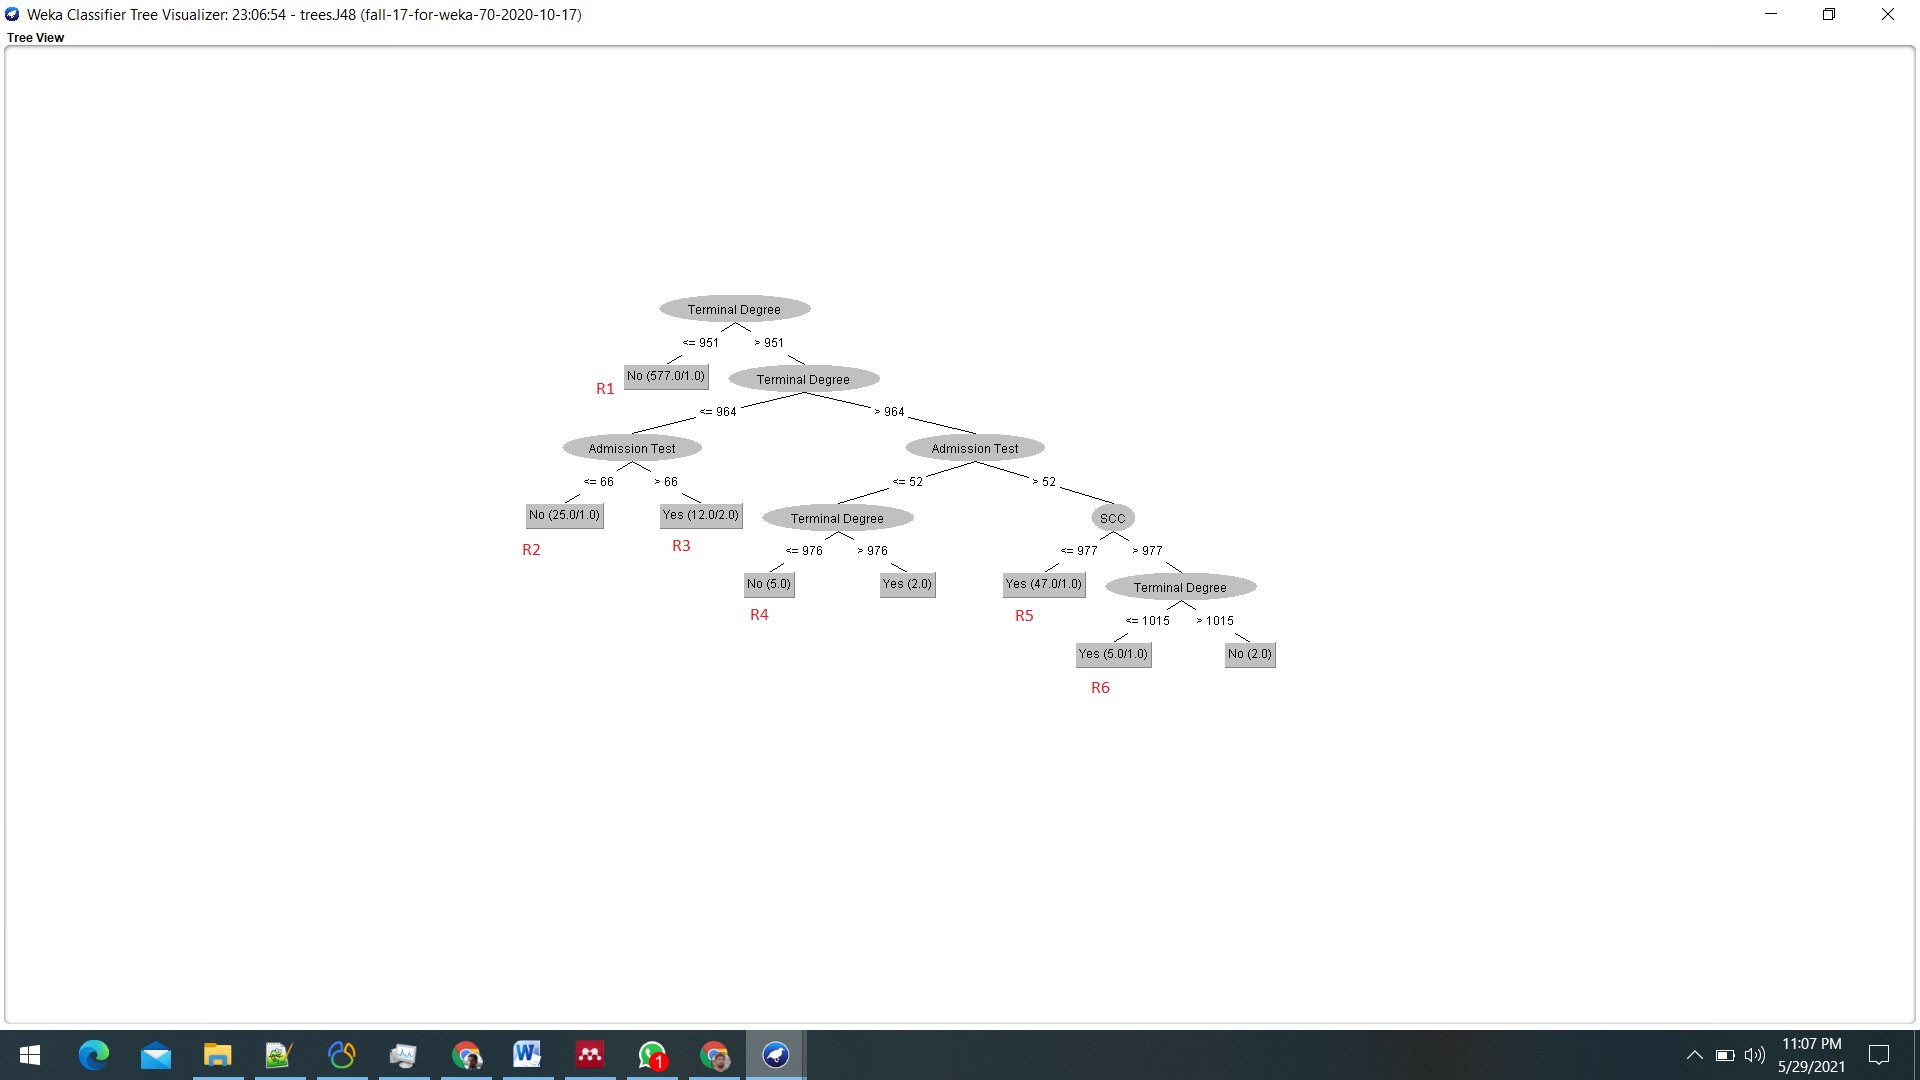 Weka Classifier Tree Visualizer: 23:06:54 - trees.J48 (fall-17-for-weka-70-2020-10-17)
Tree View
Terminal Degree
<= 951 > 951
R1 No (577.0/1.0) Terminal Degree
<= 964 > 964
Admission Test Admission Test
<= 66 > 66 <= 52 > 52
No (25.0/1.0) Yes (12.0/2.0) Terminal Degree SCC
R2 R3 <= 976 > 976 <= 977 > 977
No (5.0) Yes (2.0) Yes (47.0/1.0) Terminal Degree
R4 R5 <= 1015 > 1015
Yes (5.0/1.0) No (2.0)
R6
W 1 11:07 PM
5/29/2021